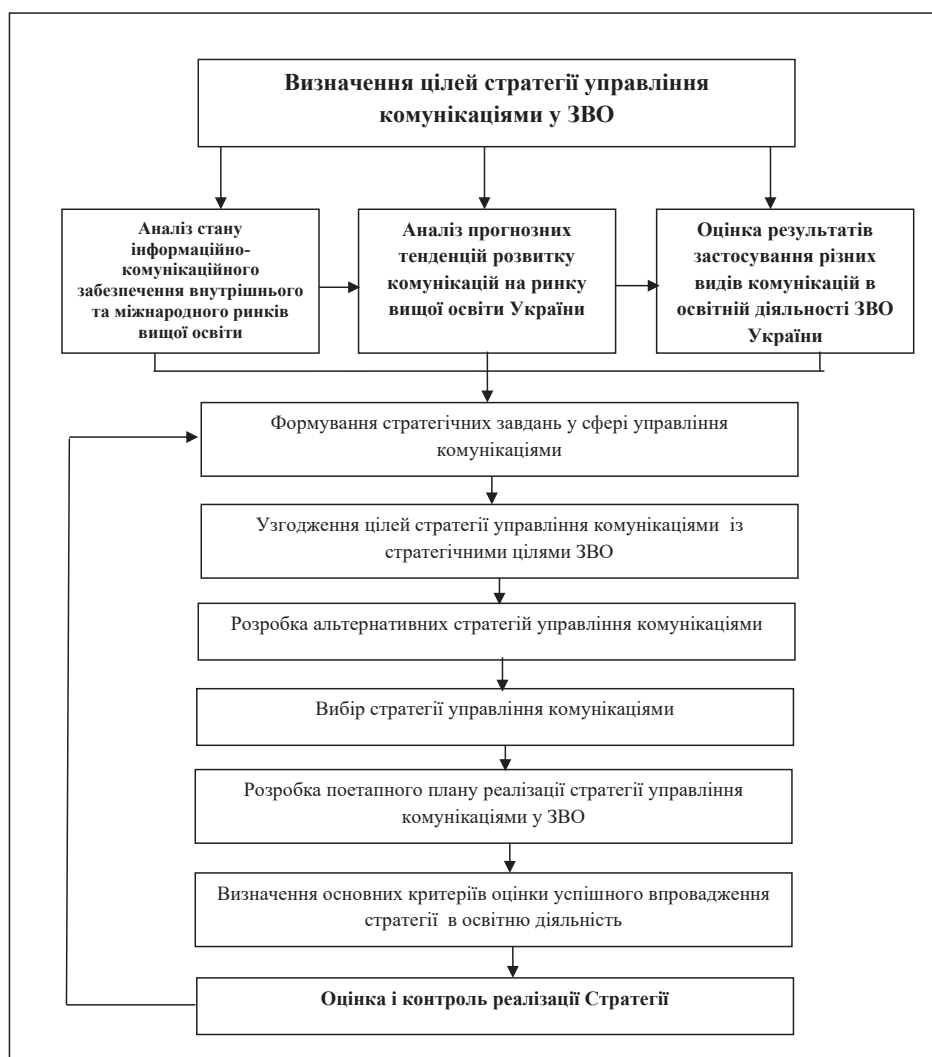 Визначення цілей стратегії управління
комунікаціями у ЗВО
Аналіз стану
інформаційно-
комунікаційного
забезпечення внутрішнього
та міжнародного ринків
вищої освіти
Аналіз прогнозних
тенденцій розвитку
комунікацій на ринку
вищої освіти України
Оцінка результатів
застосування різних
видів комунікацій в
освітній діяльності ЗВО
України
Формування стратегічних завдань у сфері управління
комунікаціями
Узгодження цілей стратегії управління комунікаціями із
стратегічними цілями ЗВО
Розробка альтернативних стратегій управління комунікаціями
Вибір стратегії управління комунікаціями
Розробка поетапного плану реалізації стратегії управління
комунікаціями у ЗВО
Визначення основних критеріїв оцінки успішного впровадження
стратегії в освітню діяльність
Оцінка і контроль реалізації Стратегії